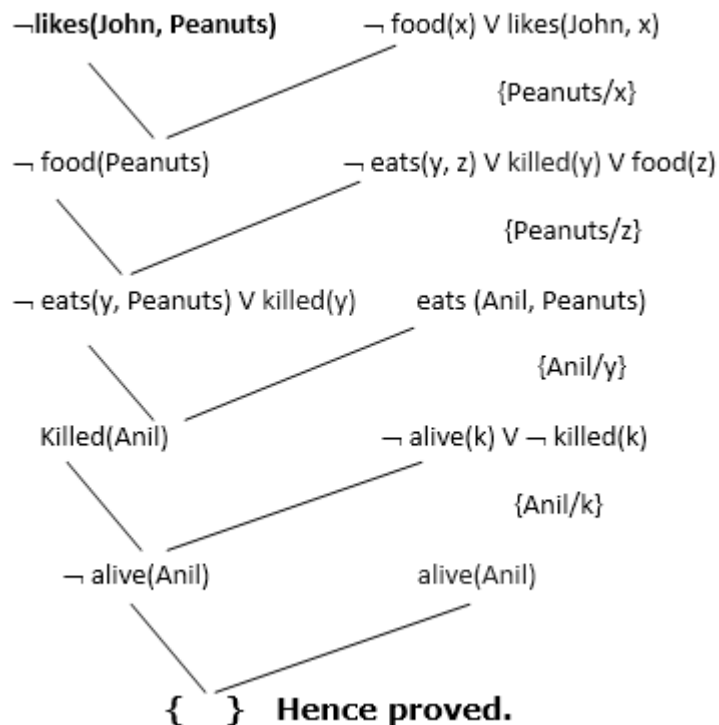 ¬likes(John, Peanuts) ¬ food(x) V likes(John, x)
{Peanuts/x}
¬ food(Peanuts) ¬ eats(y, z) V killed(y) V food(z)
{Peanuts/z}
¬ eats(y, Peanuts) V killed(y) eats (Anil, Peanuts)
{Anil/y}
Killed(Anil) ¬ alive(k) V ¬ killed(k)
{Anil/k}
¬ alive(Anil) alive(Anil)
{ } Hence proved.